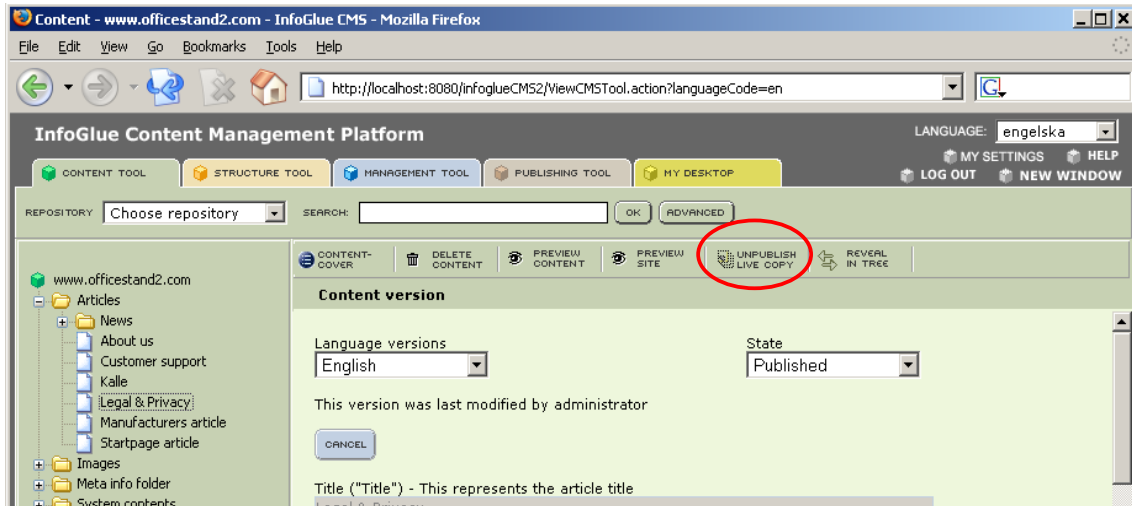 Content - www.officestand2.com - InfoGlue CMS - Mozilla Firefox
File Edit View Go Bookmarks Tools Help
http://localhost:8080/infoglueCMS2/ViewCMSTool.action?languageCode=en
G
InfoGlue Content Management Platform
LANGUAGE: engelska
MY SETTINGS HELP
LOG OUT NEW WINDOW
CONTENT TOOL STRUCTURE TOOL MANAGEMENT TOOL PUBLISHING TOOL MY DESKTOP
REPOSITORY Choose repository SEARCH: OK ADVANCED
CONTENT-COVER DELETE CONTENT PREVIEW CONTENT PREVIEW SITE UNPUBLISH LIVE COPY REVEAL IN TREE
www.officestand2.com
Articles
News
About us
Customer support
Kalle
Legal & Privacy
Manufacturers article
Startpage article
Images
Meta info folder
System contents
Content version
Language versions State
English Published
This version was last modified by administrator
CANCEL
Title ("Title") - This represents the article title
Legal & Privacy